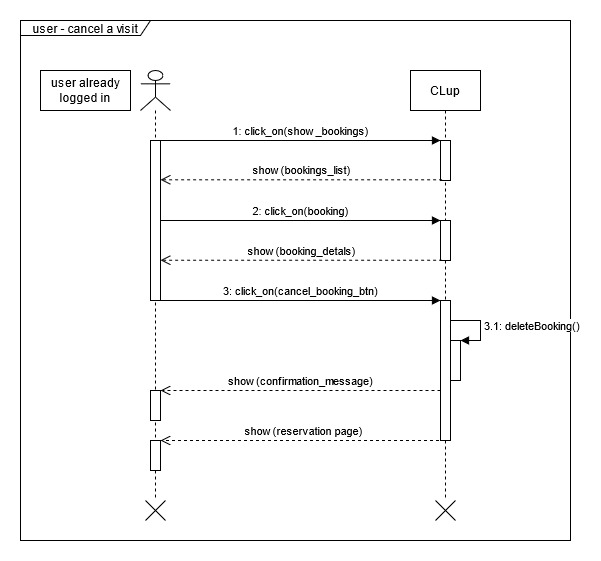 user - cancel a visit
user already
logged in
CLup
1: click_on(show _bookings)
show (bookings_list)
2: click_on(booking)
show (booking_detals)
3: click_on(cancel_booking_btn)
3.1: deleteBooking()
show (confirmation_message)
show (reservation page)